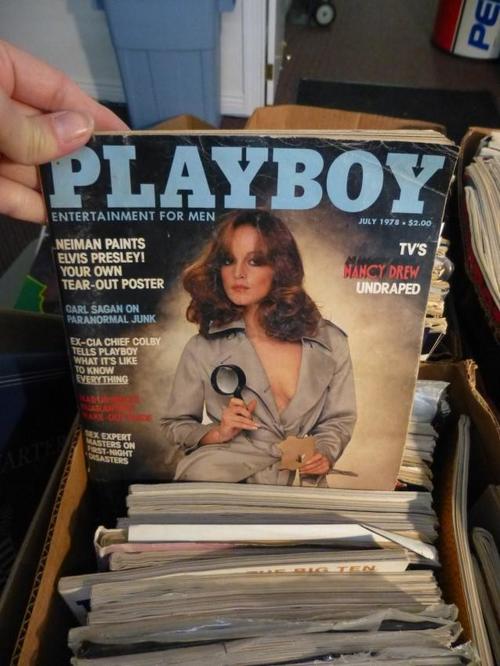 PLAYBOY
ENTERTAINMENT FOR MEN
JULY 1978 • $2.00
NEIMAN PAINTS
ELVIS PRESLEY!
YOUR OWN
TEAR-OUT POSTER
CARL SAGAN ON
PARANORMAL JUNK
EX-CIA CHIEF COLBY
TELLS PLAYBOY
WHAT IT'S LIKE
TO KNOW
EVERYTHING
SEX EXPERT
MASTERS ON
FIRST-NIGHT
DISASTERS
TV'S
NANCY DREW
UNDRAPED
PE
THE BIG TEN